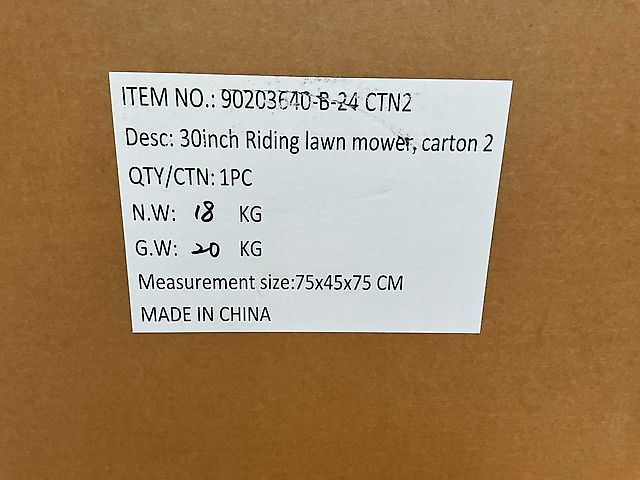 ITEM NO.: 90203640-B-24 CTN2
Desc: 30inch Riding lawn mower, carton 2
QTY/CTN: 1PC
N.W: 18 KG
G.W: 20 KG
Measurement size:75x45x75 CM
MADE IN CHINA